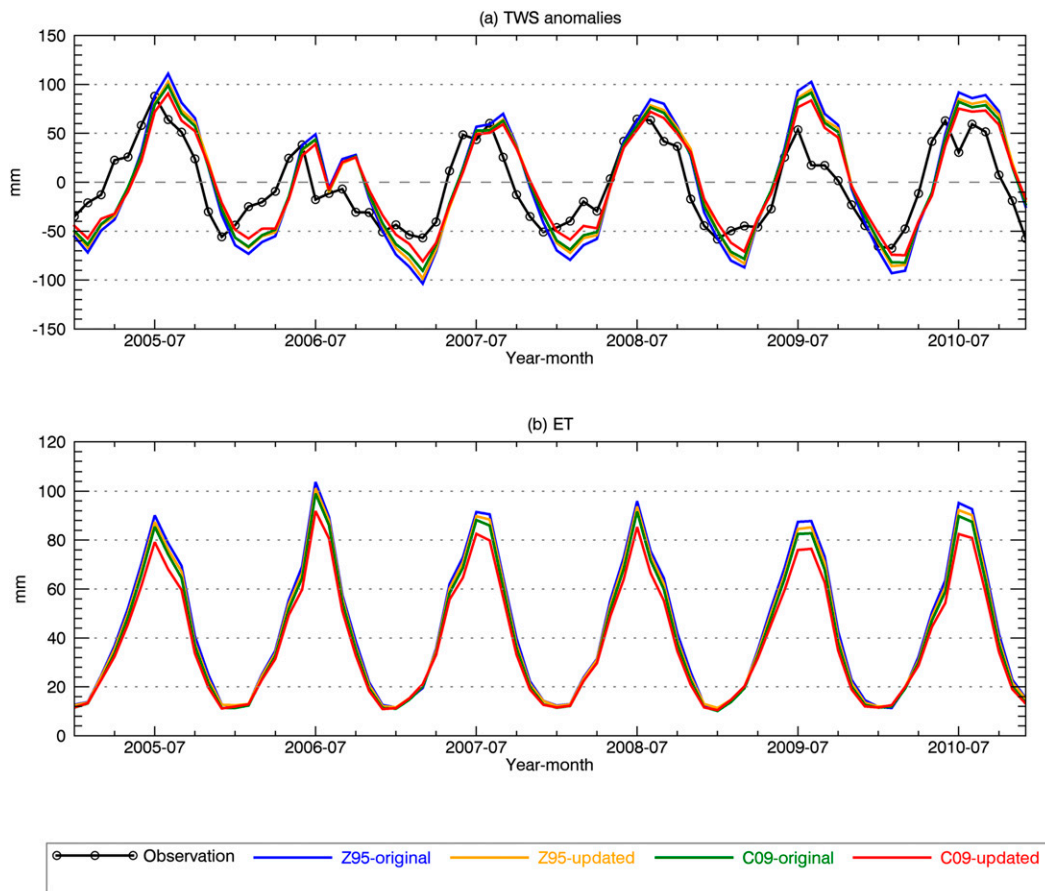 (a) TWS anomalies
150
100
50
0
-50
-100
-150
mm
2005-07 2006-07 2007-07 2008-07 2009-07 2010-07
Year-month
(b) ET
120
100
80
60
40
20
0
mm
2005-07 2006-07 2007-07 2008-07 2009-07 2010-07
Year-month
Observation Z95-original Z95-updated C09-original C09-updated